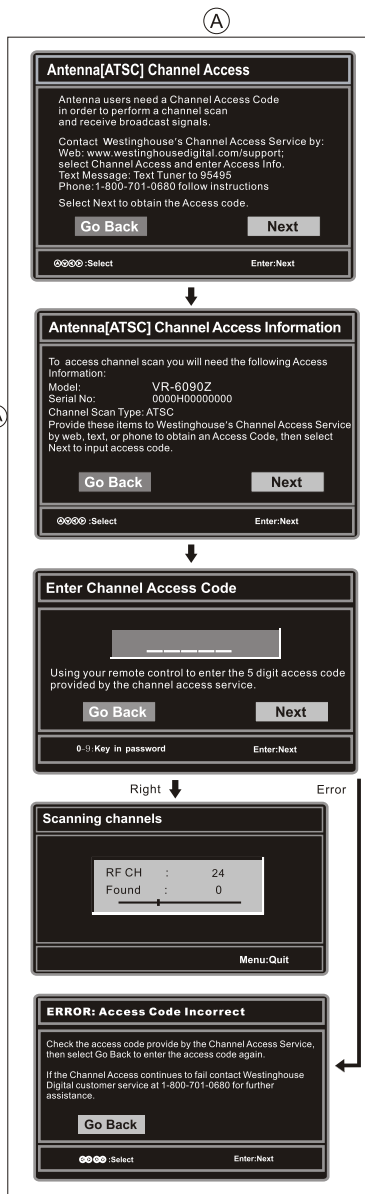 A
Antenna[ATSC] Channel Access
Antenna users need a Channel Access Code
in order to perform a channel scan
and receive broadcast signals.
Contact Westinghouse's Channel Access Service by:
Web: www.westinghousedigital.com/support;
select Channel Access and enter Access Info.
Text Message: Text Tuner to 95495
Phone:1-800-701-0680 follow instructions
Select Next to obtain the Access code.
Go Back Next
:Select Enter:Next
Antenna[ATSC] Channel Access Information
To access channel scan you will need the following Access
Information:
Model: VR-6090Z
Serial No: 0000H00000000
Channel Scan Type: ATSC
Provide these items to Westinghouse's Channel Access Service
by web, text, or phone to obtain an Access Code, then select
Next to input access code.
Go Back Next
:Select Enter:Next
Enter Channel Access Code
_ _ _ _ _
Using your remote control to enter the 5 digit access code
provided by the channel access service.
Go Back Next
0-9:Key in password Enter:Next
Right Error
Scanning channels
RF CH : 24
Found : 0
Menu:Quit
ERROR: Access Code Incorrect
Check the access code provide by the Channel Access Service,
then select Go Back to enter the access code again.
If the Channel Access continues to fail contact Westinghouse
Digital customer service at 1-800-701-0680 for further
assistance.
Go Back
:Select Enter:Next